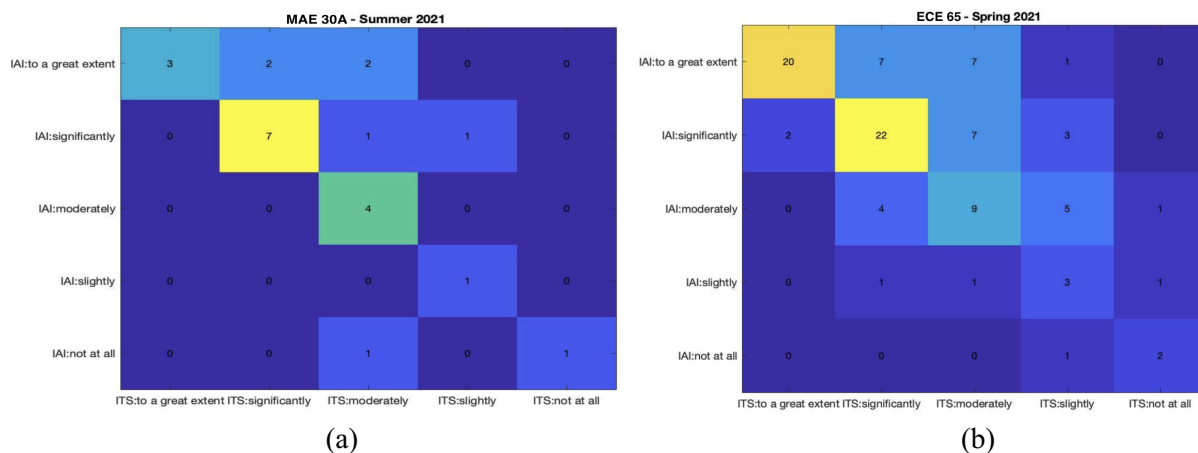 MAE 30A - Summer 2021
IAI:to a great extent 3 2 2 0 0
IAI:significantly 0 7 1 1 0
IAI:moderately 0 0 4 0 0
IAI:slightly 0 0 0 1 0
IAI:not at all 0 0 1 0 1
ITS:to a great extent ITS:significantly ITS:moderately ITS:slightly ITS:not at all
(a)
ECE 65 - Spring 2021
IAI:to a great extent 20 7 7 1 0
IAI:significantly 2 22 7 3 0
IAI:moderately 0 4 9 5 1
IAI:slightly 0 1 1 3 1
IAI:not at all 0 0 0 1 2
ITS:to a great extent ITS:significantly ITS:moderately ITS:slightly ITS:not at all
(b)